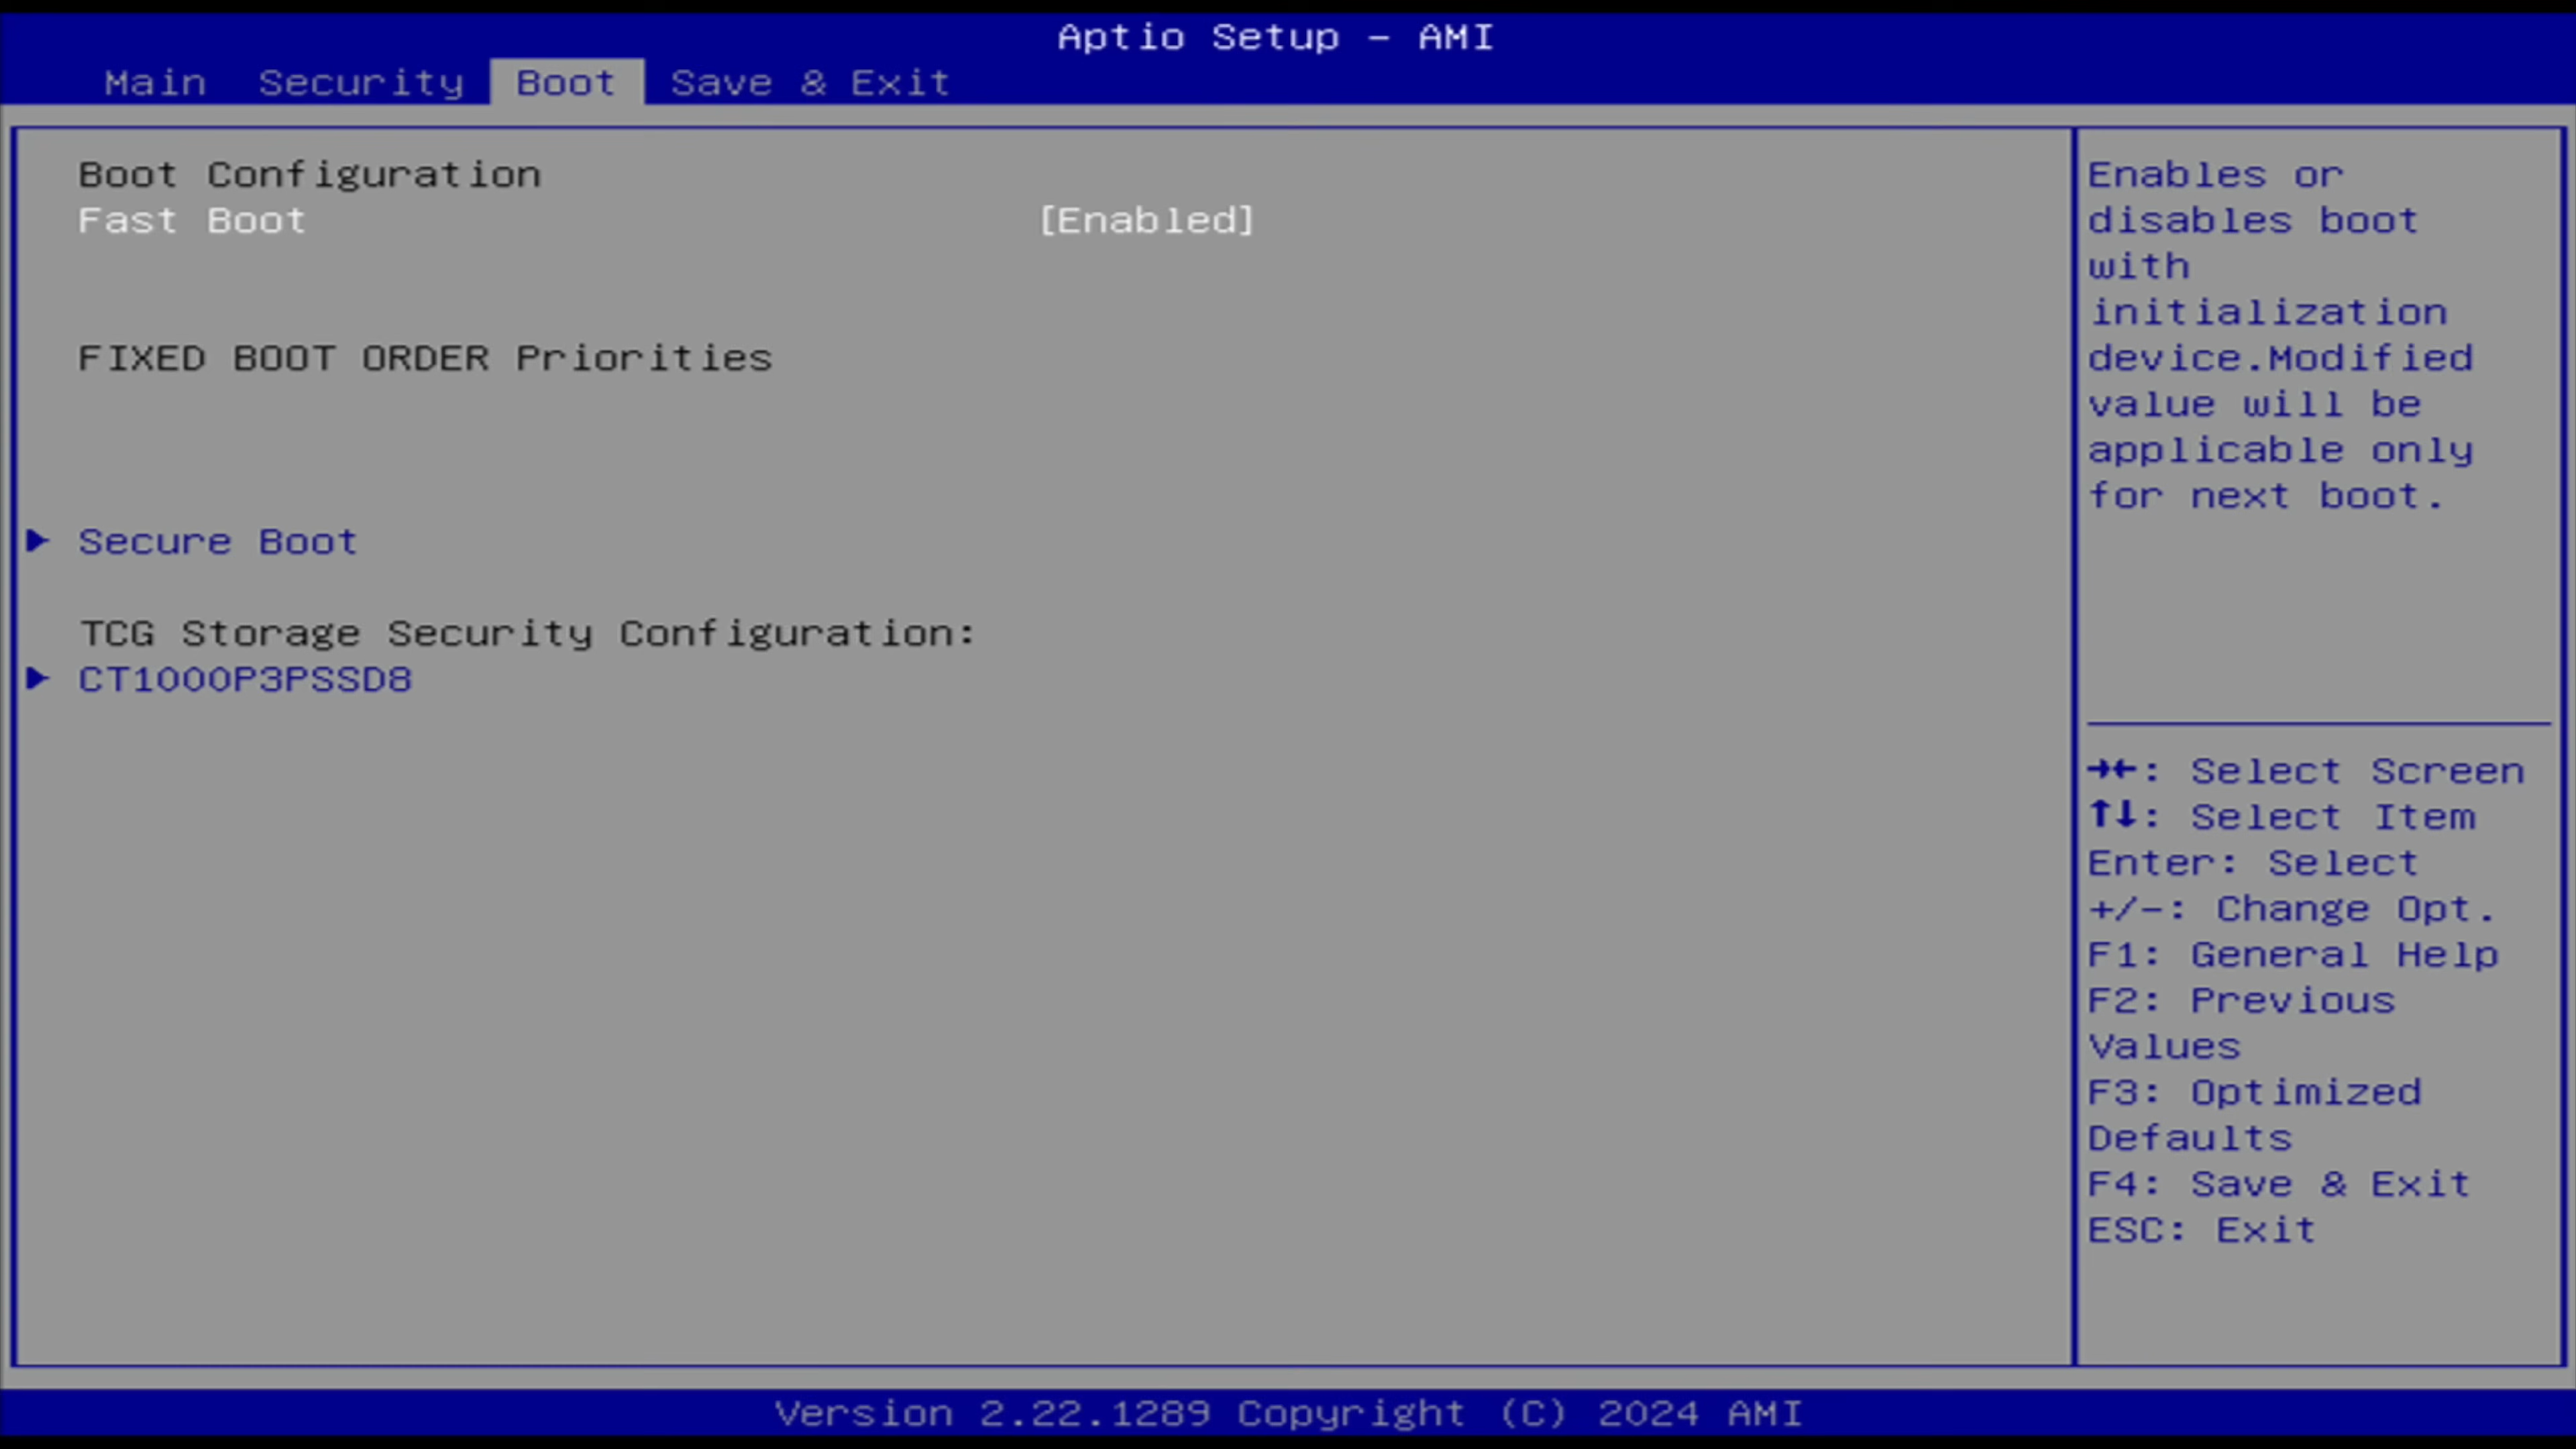 Aptio Setup - AMI
Main Security Boot Save & Exit
Boot Configuration
Fast Boot [Enabled]
FIXED BOOT ORDER Priorities
Secure Boot
TCG Storage Security Configuration:
CT1000P3PSSD8
Enables or
disables boot
with
initialization
device.Modified
value will be
applicable only
for next boot.
→←: Select Screen
↑↓: Select Item
Enter: Select
+/-: Change Opt.
F1: General Help
F2: Previous
Values
F3: Optimized
Defaults
F4: Save & Exit
ESC: Exit
Version 2.22.1289 Copyright (C) 2024 AMI